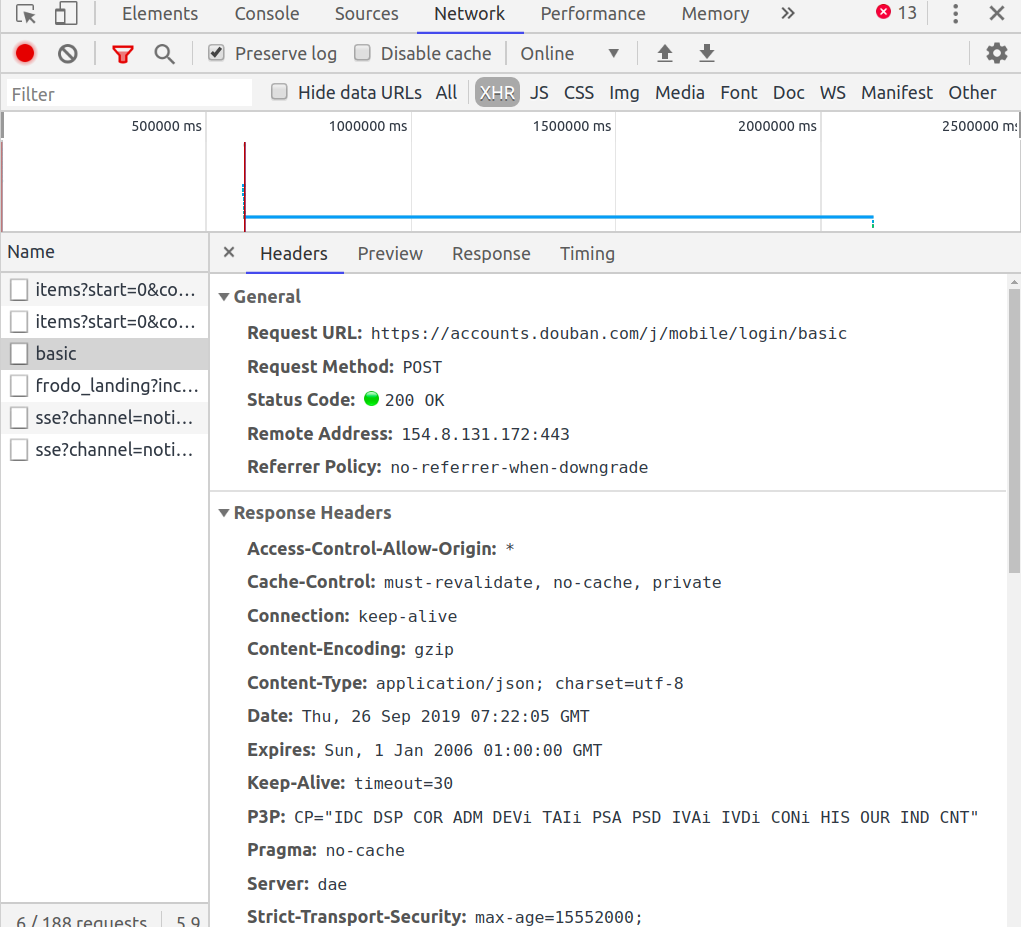 Elements Console Sources Network Performance Memory » 13
Preserve log Disable cache Online
Filter Hide data URLs All XHR JS CSS Img Media Font Doc WS Manifest Other
500000 ms 1000000 ms 1500000 ms 2000000 ms 2500000 ms
Name
items?start=0&co…
items?start=0&co…
basic
frodo_landing?inc…
sse?channel=noti…
sse?channel=noti…
6 / 188 requests 5.9
× Headers Preview Response Timing
General
Request URL: https://accounts.douban.com/j/mobile/login/basic
Request Method: POST
Status Code: 200 OK
Remote Address: 154.8.131.172:443
Referrer Policy: no-referrer-when-downgrade
Response Headers
Access-Control-Allow-Origin: *
Cache-Control: must-revalidate, no-cache, private
Connection: keep-alive
Content-Encoding: gzip
Content-Type: application/json; charset=utf-8
Date: Thu, 26 Sep 2019 07:22:05 GMT
Expires: Sun, 1 Jan 2006 01:00:00 GMT
Keep-Alive: timeout=30
P3P: CP="IDC DSP COR ADM DEVi TAIi PSA PSD IVAi IVDi CONi HIS OUR IND CNT"
Pragma: no-cache
Server: dae
Strict-Transport-Security: max-age=15552000;